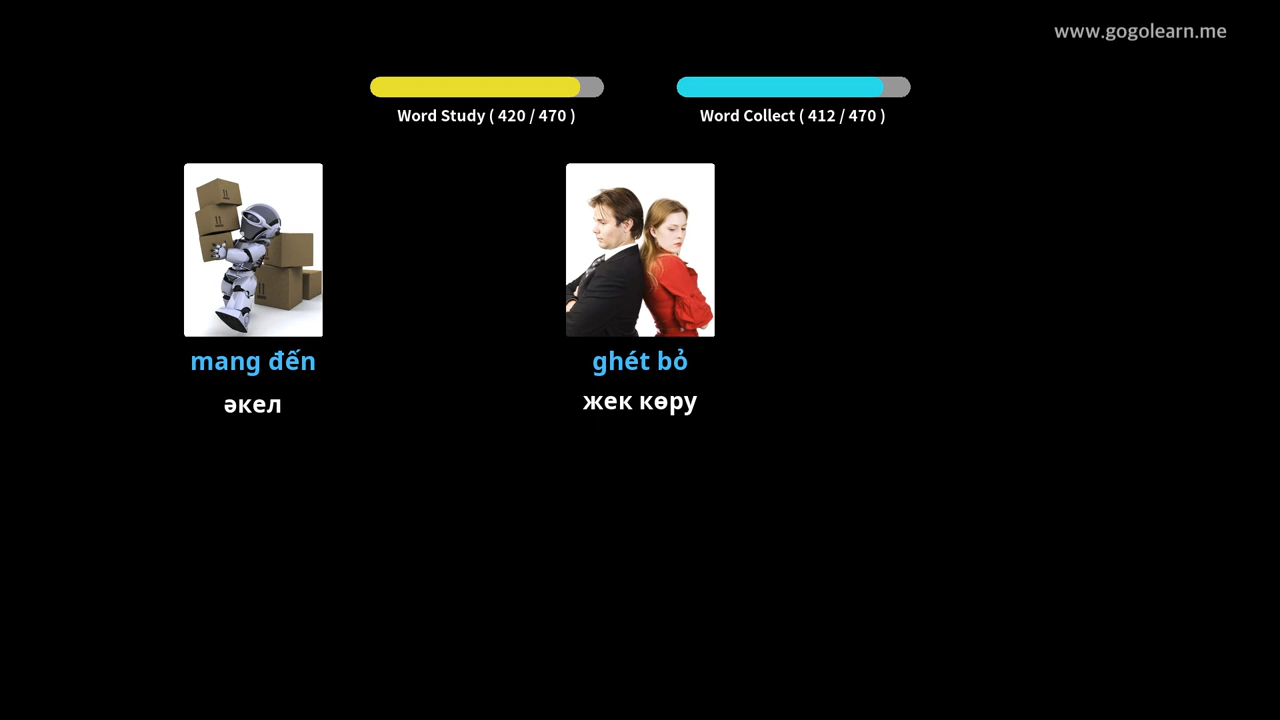 www.gogolearn.me
Word Study ( 420 / 470 )
Word Collect ( 412 / 470 )
mang đến
әкел
ghét bỏ
жек көру